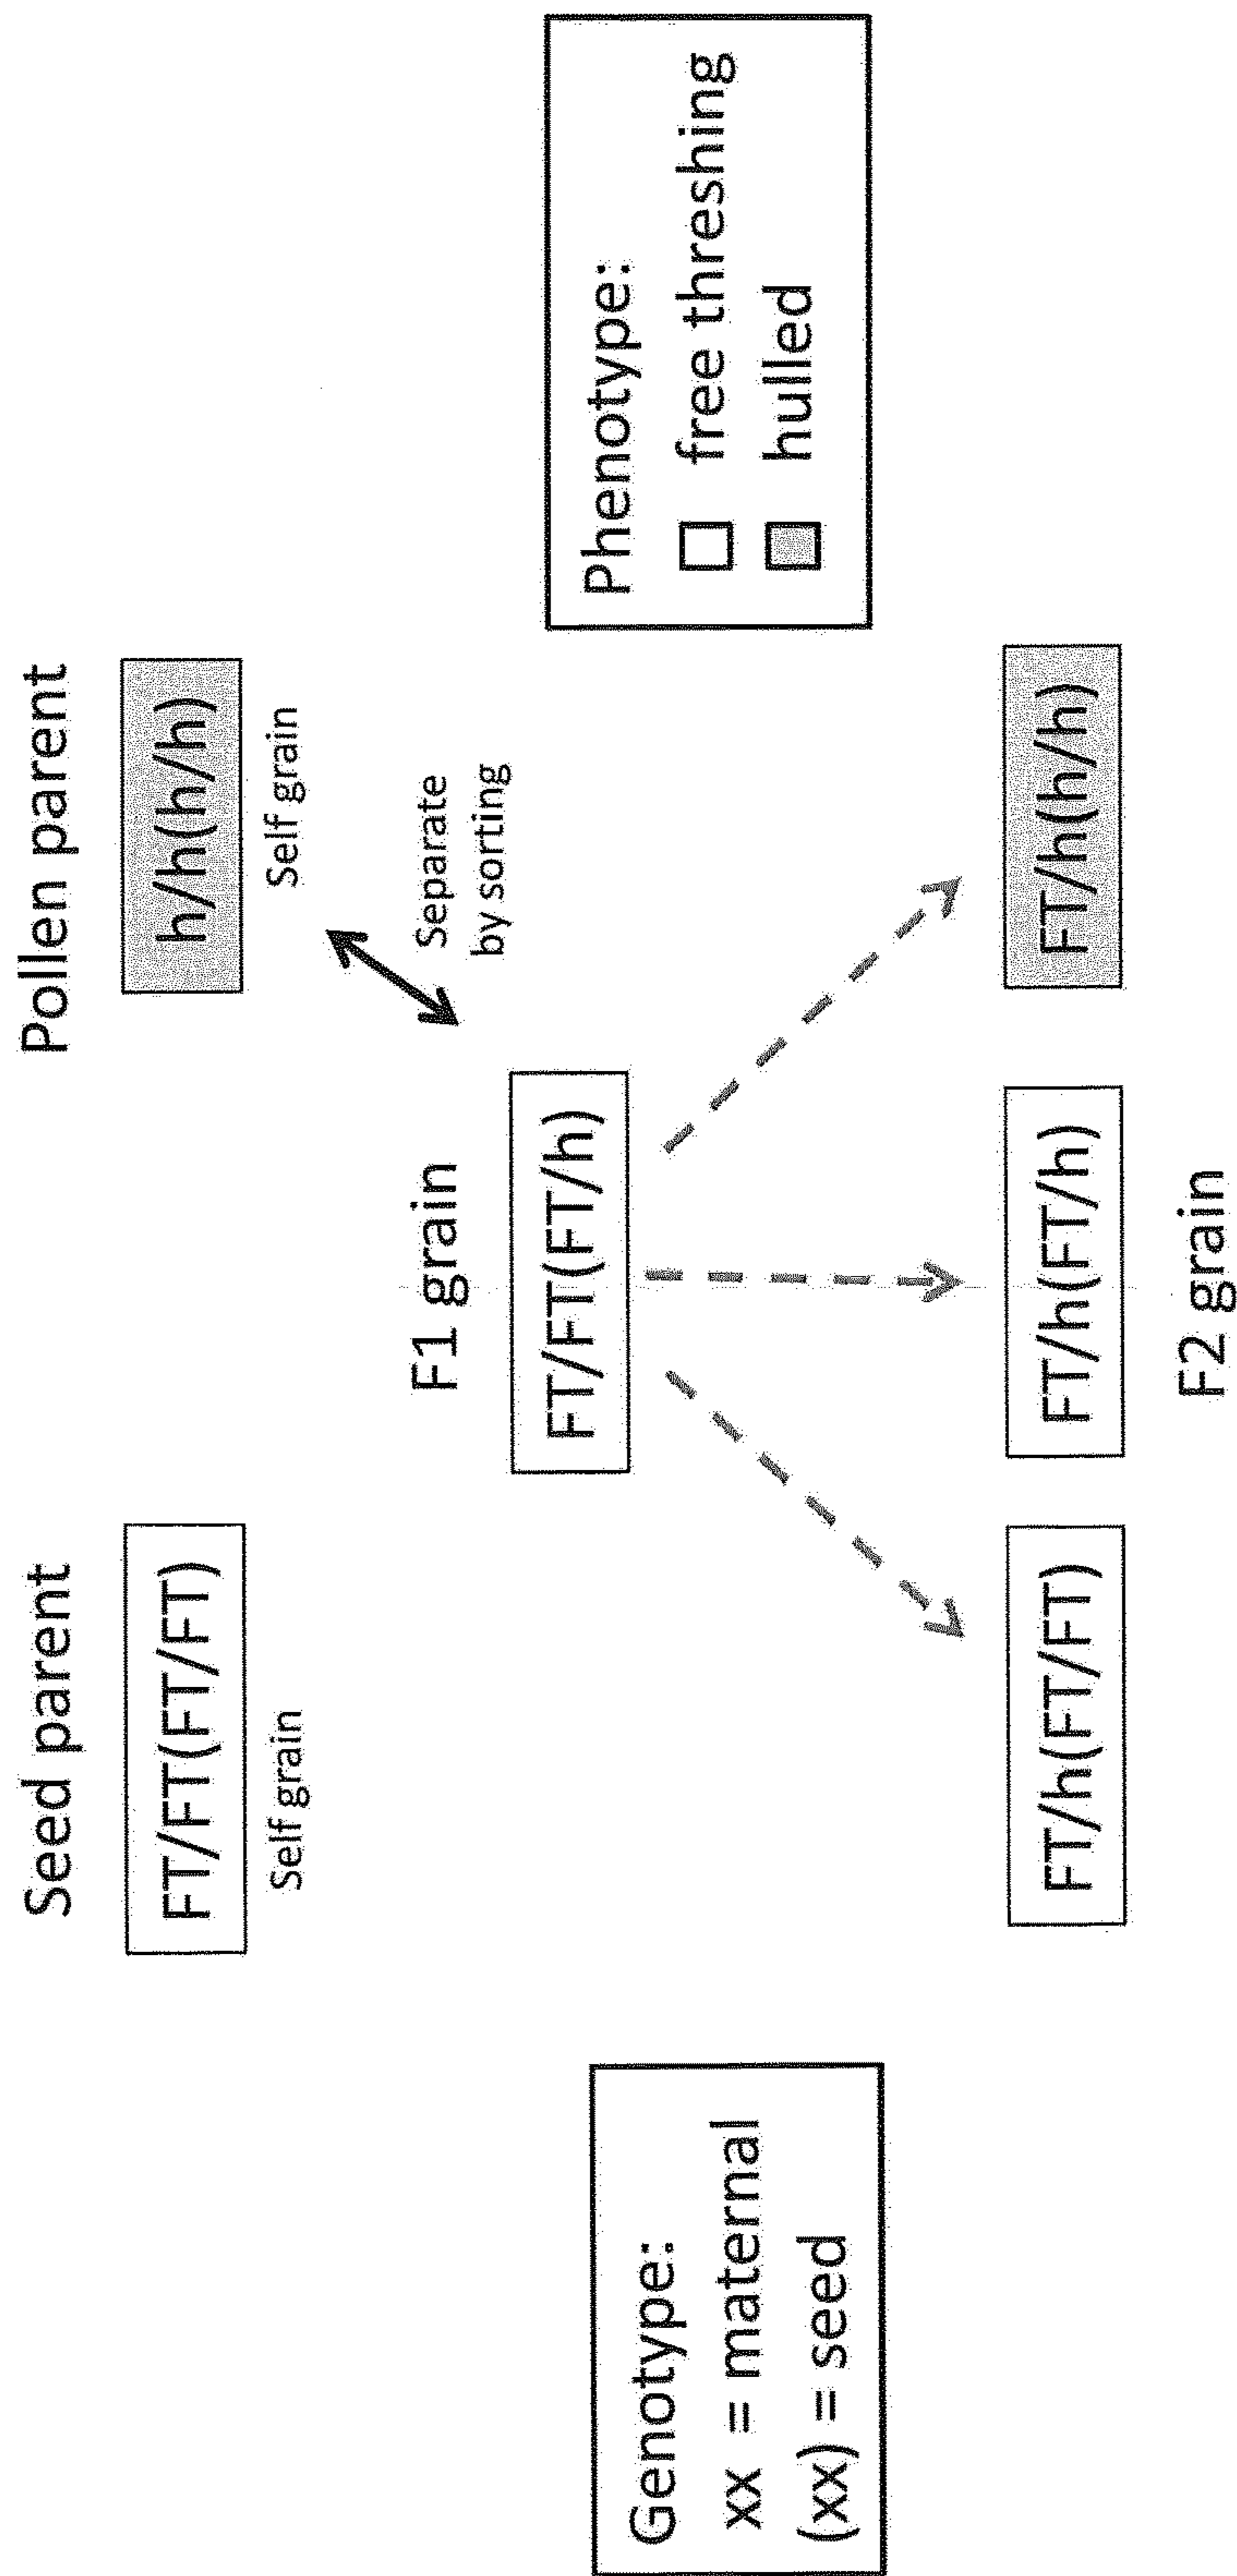 Seed parent
Pollen parent
FT/FT(FT/FT)
h/h(h/h)
Self grain
Self grain
F1 grain
Separate
by sorting
FT/FT(FT/h)
Genotype:
xx = maternal
(xx) = seed
Phenotype:
free threshing
hulled
FT/h(FT/FT)
FT/h(FT/h)
FT/h(h/h)
F2 grain